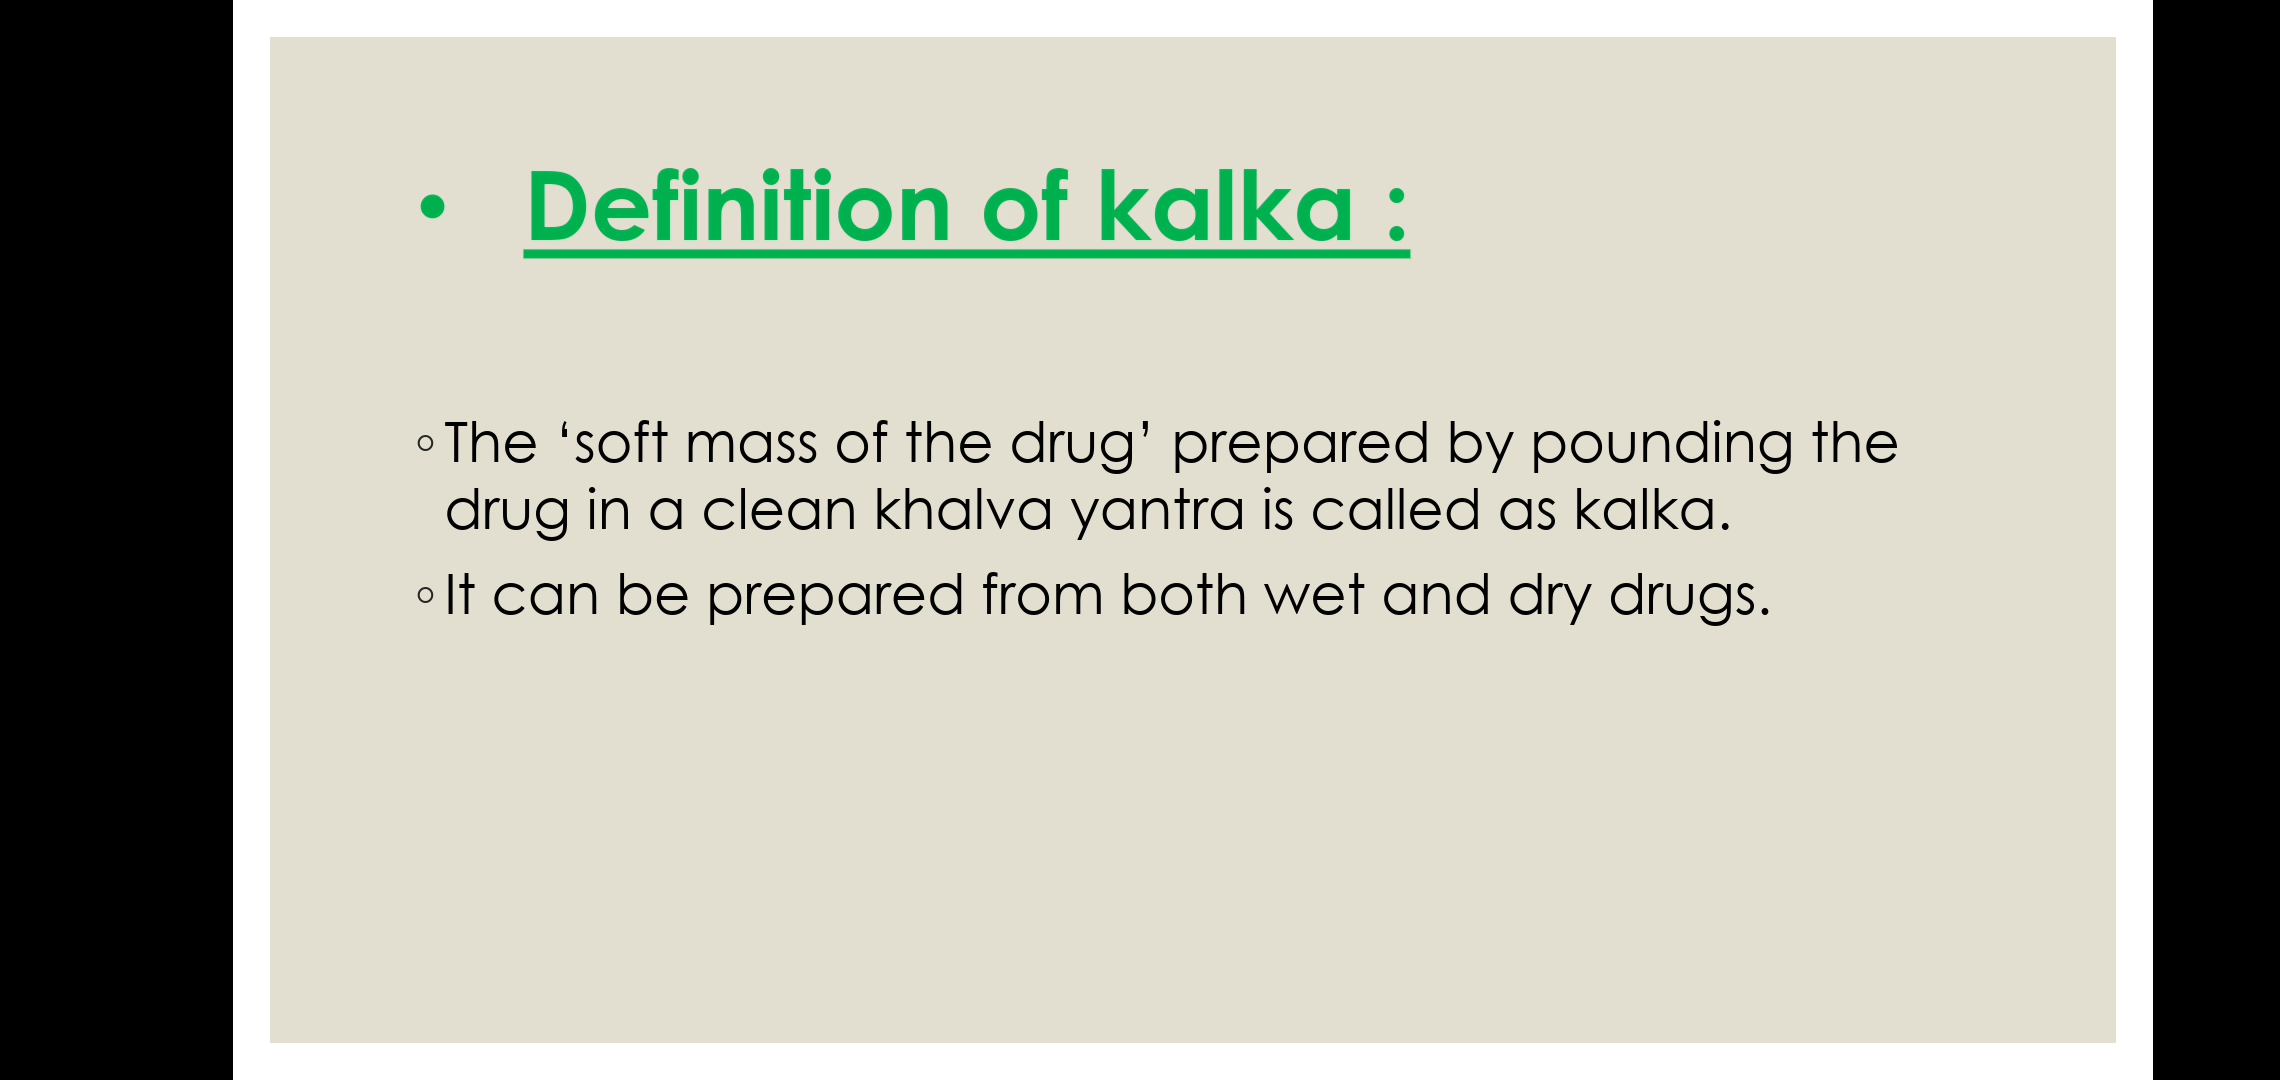 • Definition of kalka :
◦ The ‘soft mass of the drug’ prepared by pounding the
drug in a clean khalva yantra is called as kalka.
◦ It can be prepared from both wet and dry drugs.